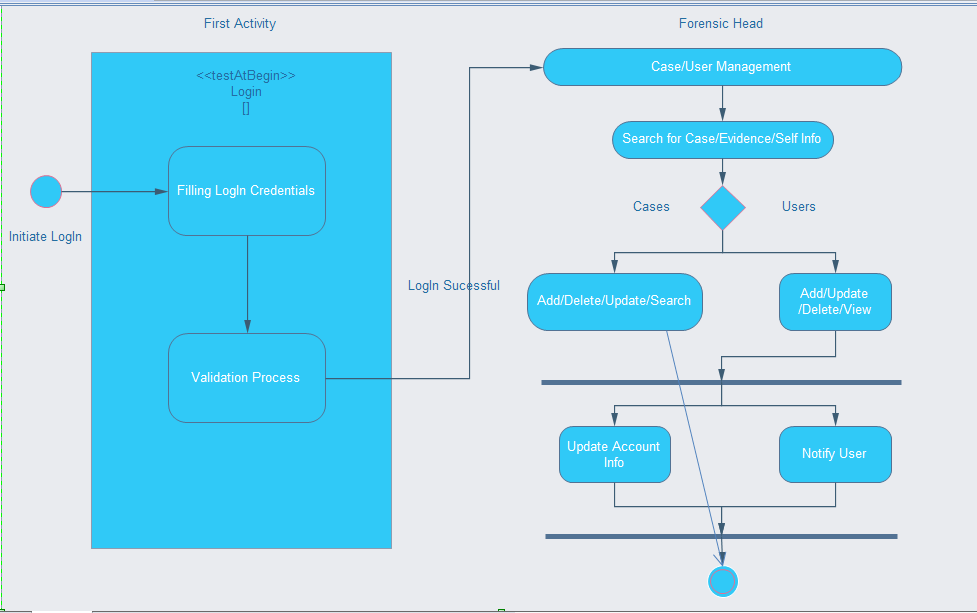 First Activity
Forensic Head
<<testAtBegin>>
Login
[]
Filling LogIn Credentials
Initiate LogIn
Validation Process
LogIn Sucessful
Case/User Management
Search for Case/Evidence/Self Info
Cases
Users
Add/Delete/Update/Search
Add/Update
/Delete/View
Update Account
Info
Notify User